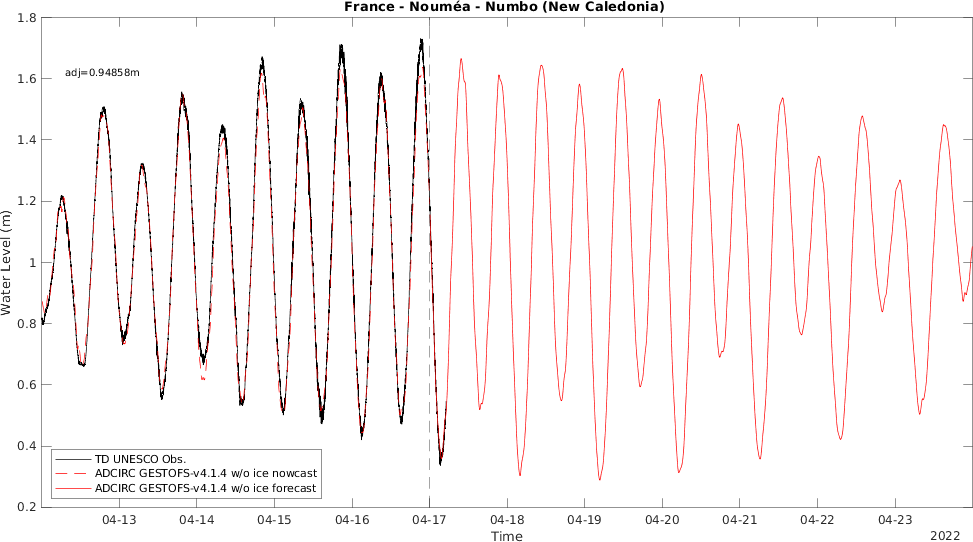 France - Nouméa - Numbo (New Caledonia)
1.8
1.6
1.4
1.2
1
0.8
0.6
0.4
0.2
Water Level (m)
adj=0.94858m
TD UNESCO Obs.
ADCIRC GESTOFS-v4.1.4 w/o ice nowcast
ADCIRC GESTOFS-v4.1.4 w/o ice forecast
04-13 04-14 04-15 04-16 04-17 04-18 04-19 04-20 04-21 04-22 04-23
Time
2022